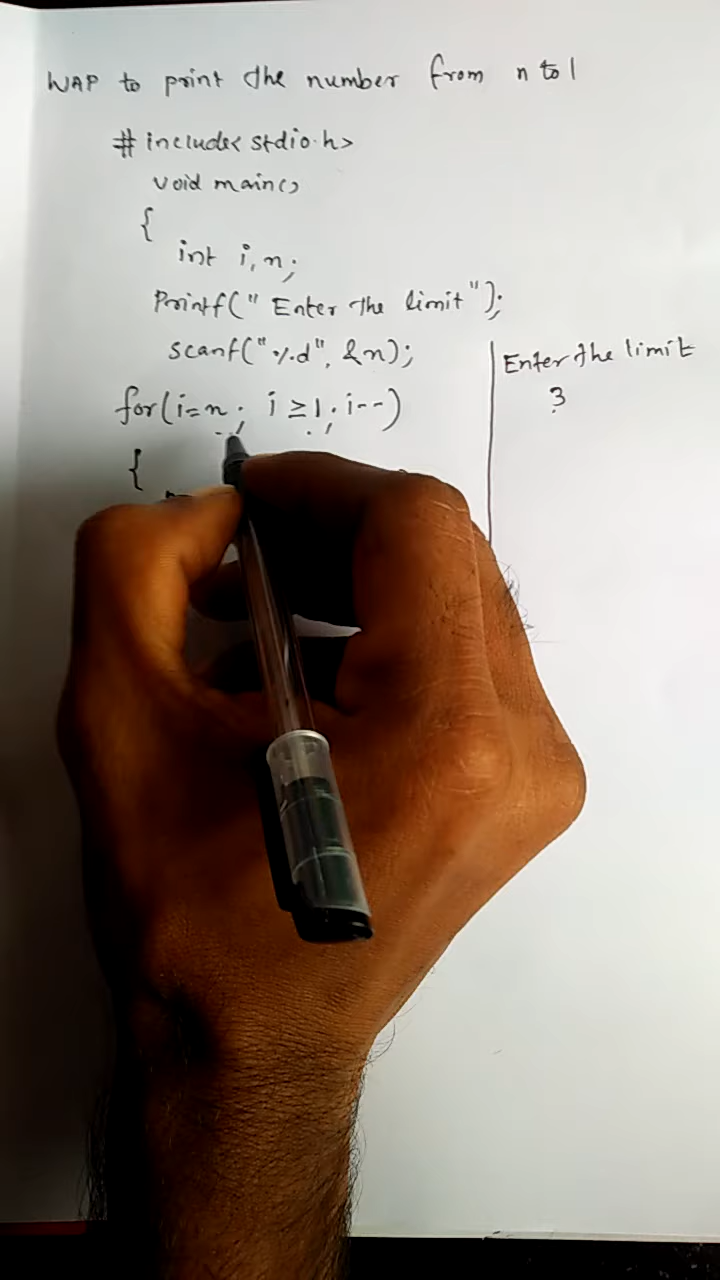 WAP to print the number from n to 1
#include<stdio.h>
void main()
{
int i, n;
Printf("Enter the limit");
scanf("%d", &n);
for(i=n; i≥1; i--)
{
Enter the limit
3